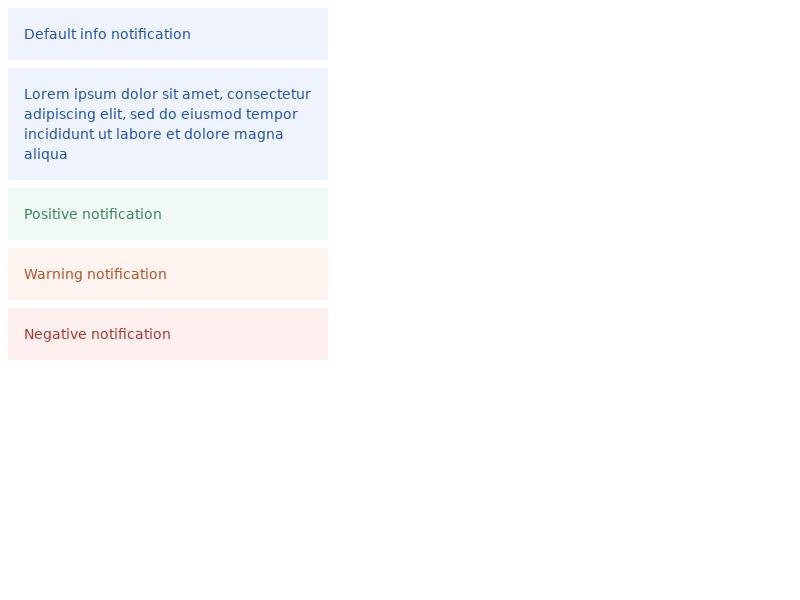 Default info notification
Lorem ipsum dolor sit amet, consectetur
adipiscing elit, sed do eiusmod tempor
incididunt ut labore et dolore magna
aliqua
Positive notification
Warning notification
Negative notification